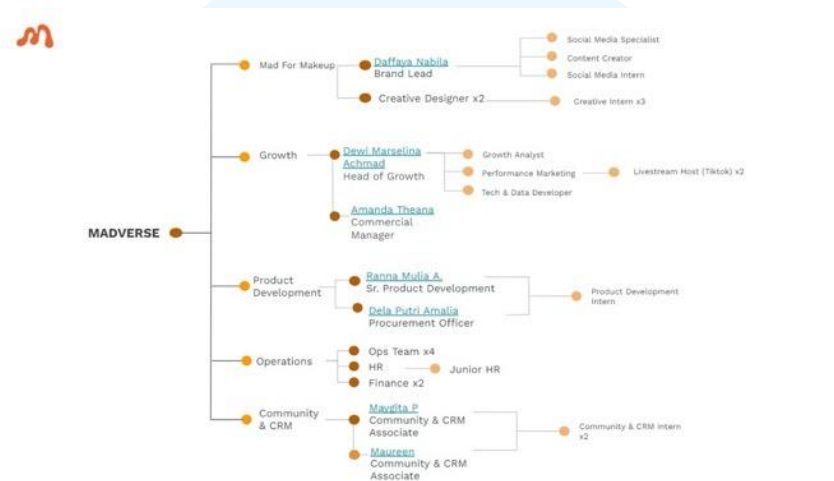 Mad For Makeup
Daffaya Nabila
Brand Lead
Social Media Specialist
Content Creator
Social Media Intern
Creative Designer x2
Creative Intern x3
Growth
Dewi Marselina
Achmad
Head of Growth
Growth Analyst
Performance Marketing
Livestream Host (Tiktok) x2
Tech & Data Developer
Amanda Theana
Commercial
Manager
MADVERSE
Product
Development
Ranna Mulia A.
Sr. Product Development
Dela Putri Amalia
Procurement Officer
Product Development
Intern
Operations
Ops Team x4
HR
Junior HR
Finance x2
Community
& CRM
Maygita P
Community & CRM
Associate
Maureen
Community & CRM
Associate
Community & CRM Intern
x2